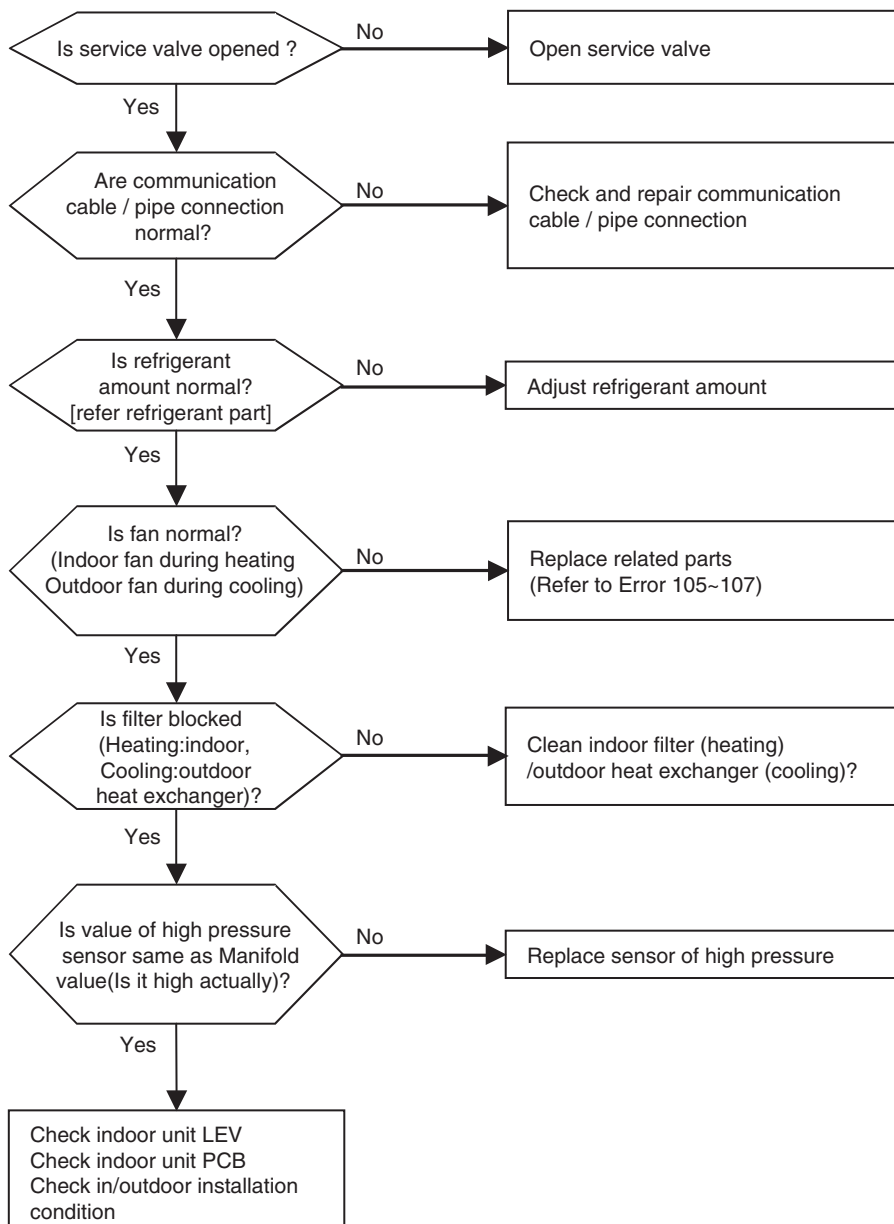 Is service valve opened ?
No
Open service valve
Yes
Are communication
cable / pipe connection
normal?
No
Check and repair communication
cable / pipe connection
Yes
Is refrigerant
amount normal?
[refer refrigerant part]
No
Adjust refrigerant amount
Yes
Is fan normal?
(Indoor fan during heating
Outdoor fan during cooling)
No
Replace related parts
(Refer to Error 105~107)
Yes
Is filter blocked
(Heating:indoor,
Cooling:outdoor
heat exchanger)?
No
Clean indoor filter (heating)
/outdoor heat exchanger (cooling)?
Yes
Is value of high pressure
sensor same as Manifold
value(Is it high actually)?
No
Replace sensor of high pressure
Yes
Check indoor unit LEV
Check indoor unit PCB
Check in/outdoor installation
condition